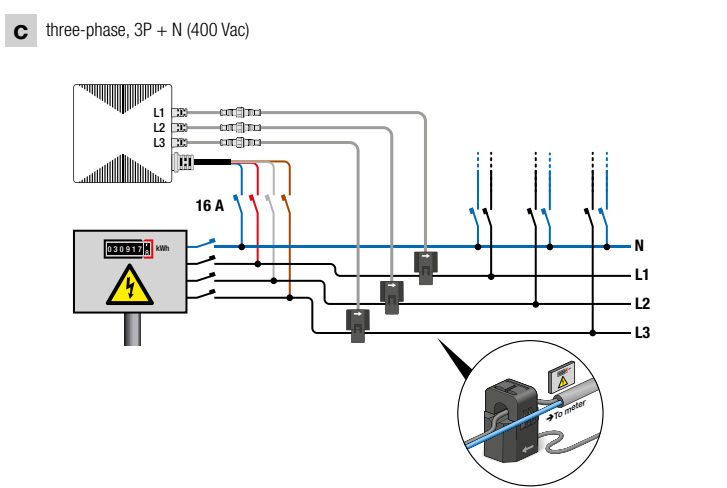 C three-phase, 3P + N (400 Vac)
L1
L2
L3
16 A
030917 kWh
N
L1
L2
L3
➔To meter